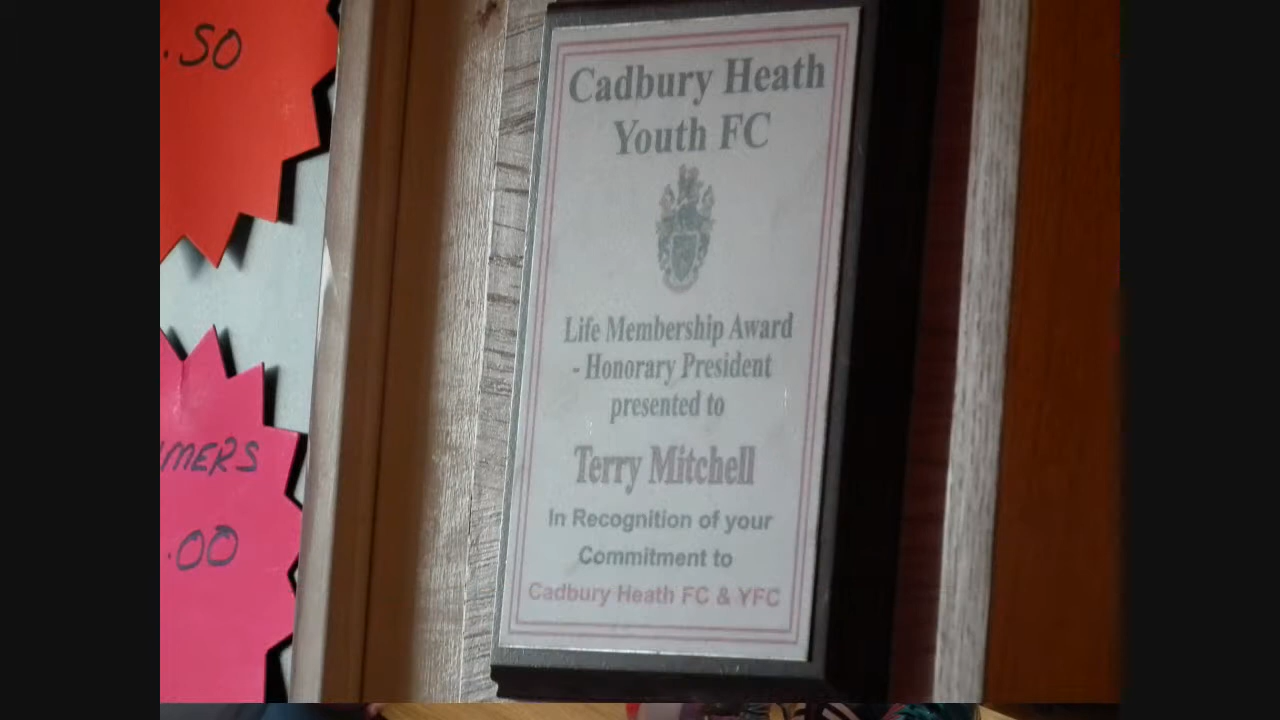 .50
MERS
.00
Cadbury Heath
Youth FC
Life Membership Award
- Honorary President
presented to
Terry Mitchell
In Recognition of your
Commitment to
Cadbury Heath FC & YFC